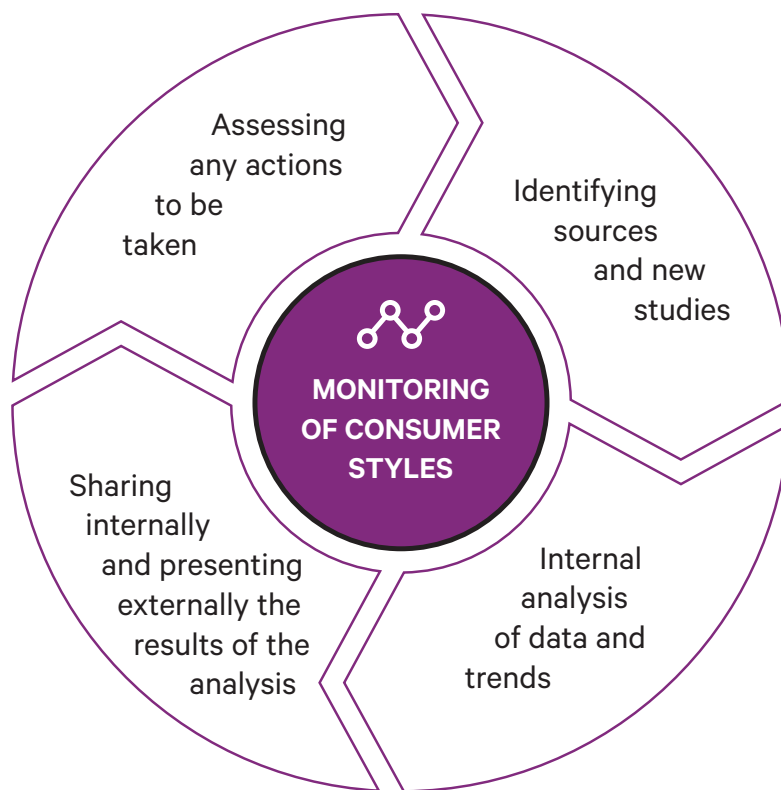 Assessing
any actions
to be
taken
Identifying
sources
and new
studies
MONITORING
OF CONSUMER
STYLES
Sharing
internally
and presenting
externally the
results of the
analysis
Internal
analysis
of data and
trends